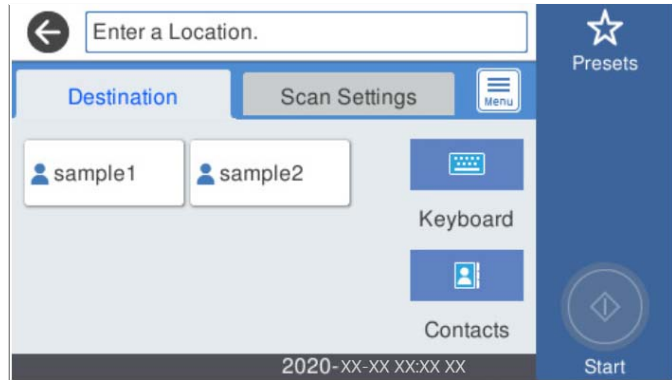 Enter a Location.
Presets
Destination
Scan Settings
Menu
sample1
sample2
Keyboard
Contacts
2020-XX-XX XX:XX XX
Start